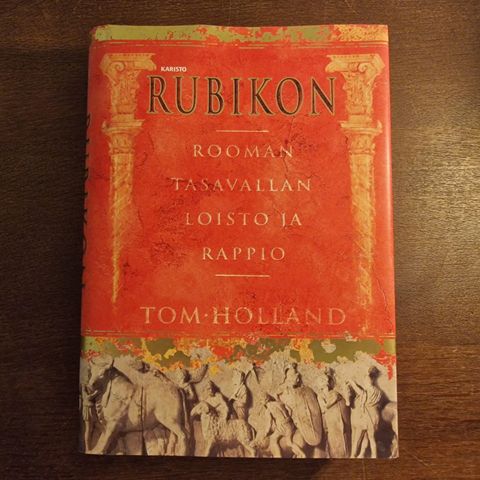 KARISTO
RUBIKON
ROOMAN
TASAVALLAN
LOISTO JA
RAPPIO
TOM·HOLLAND